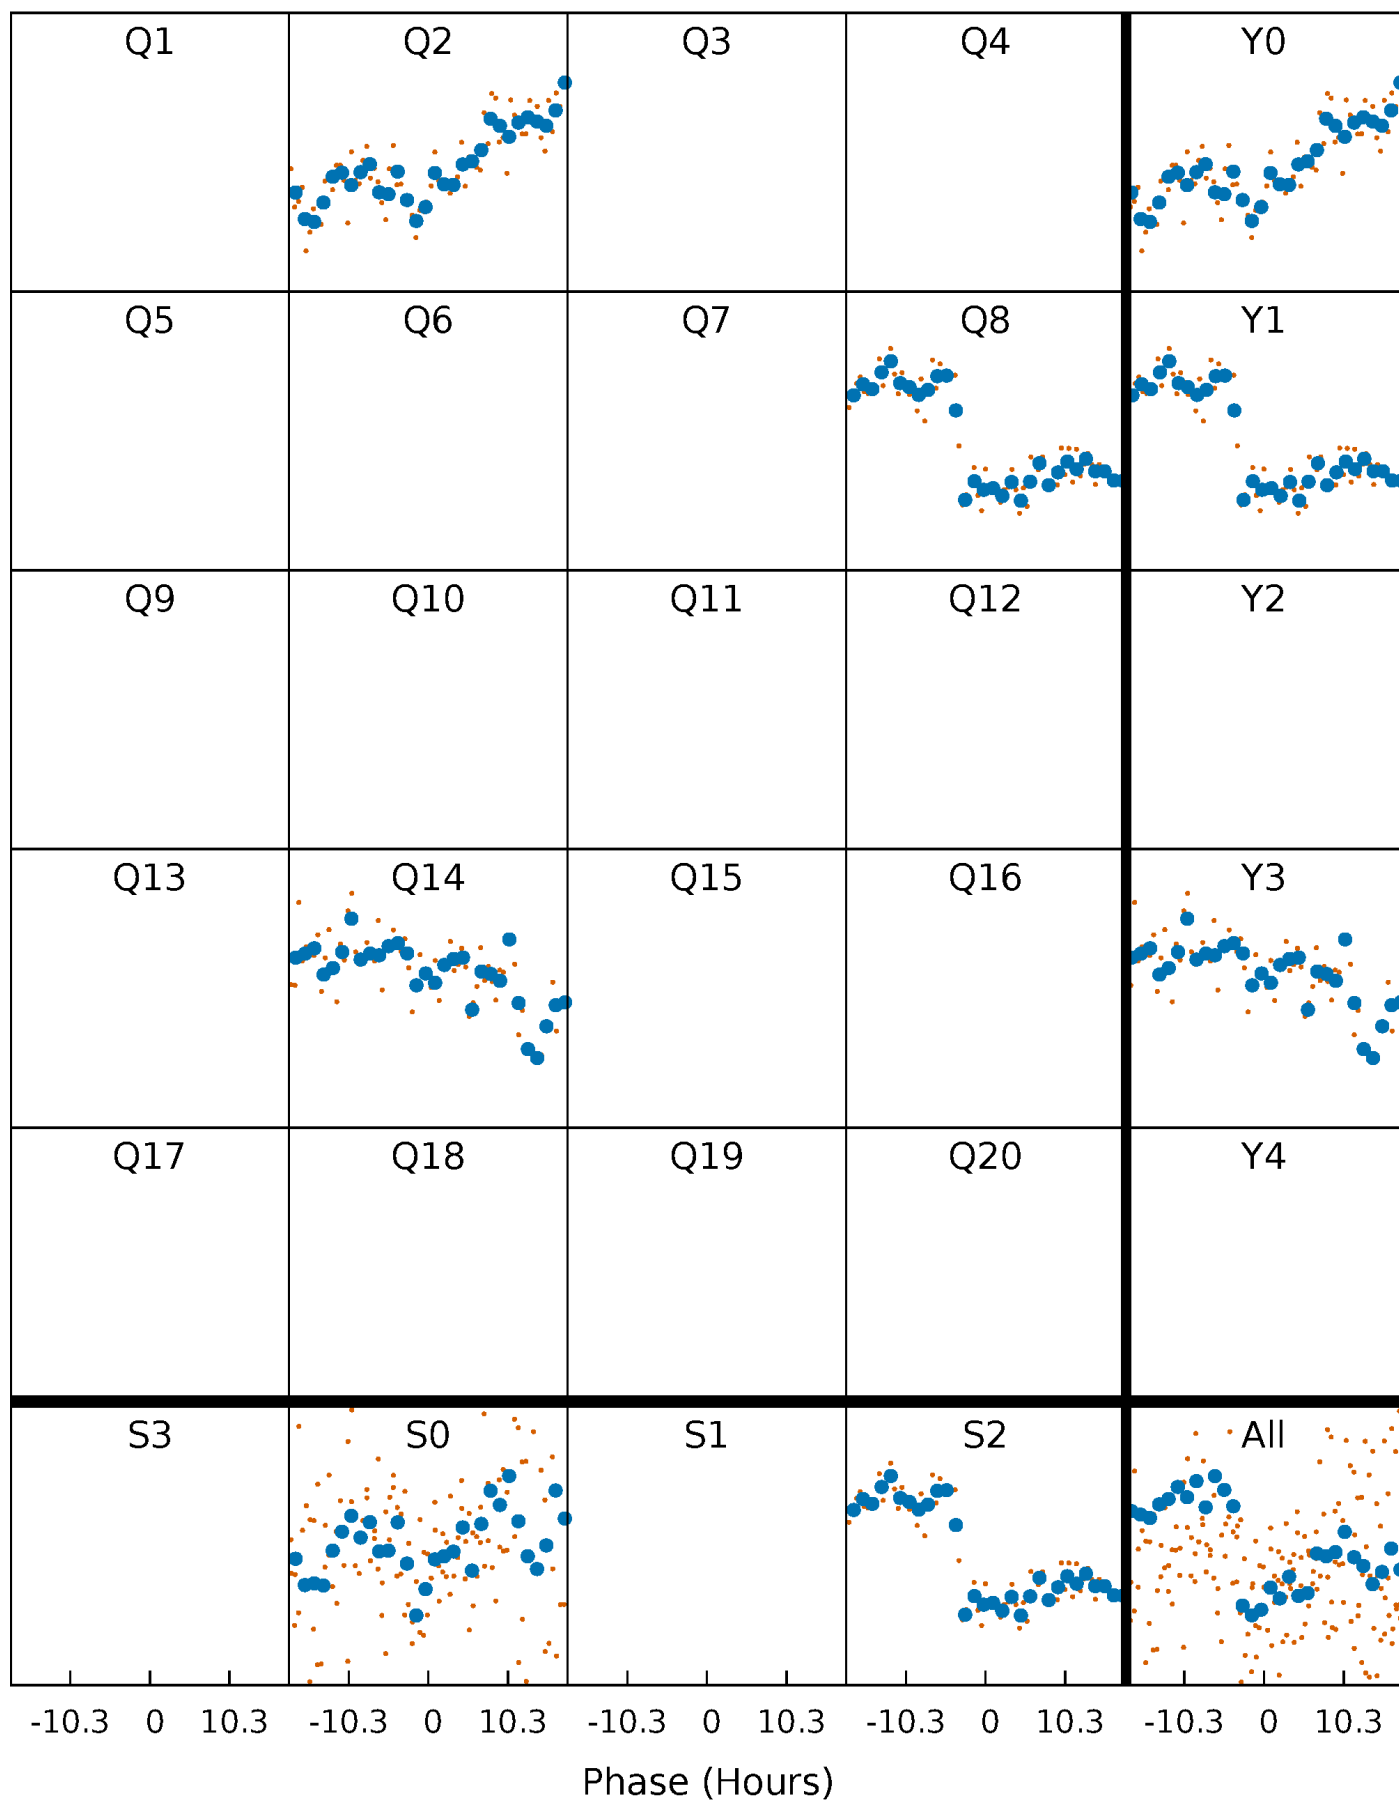 Q1 Q2 Q3 Q4 Y0
Q5 Q6 Q7 Q8 Y1
Q9 Q10 Q11 Q12 Y2
Q13 Q14 Q15 Q16 Y3
Q17 Q18 Q19 Q20 Y4
S3 S0 S1 S2 All
-10.3 0 10.3 -10.3 0 10.3 -10.3 0 10.3 -10.3 0 10.3 -10.3 0 10.3
Phase (Hours)